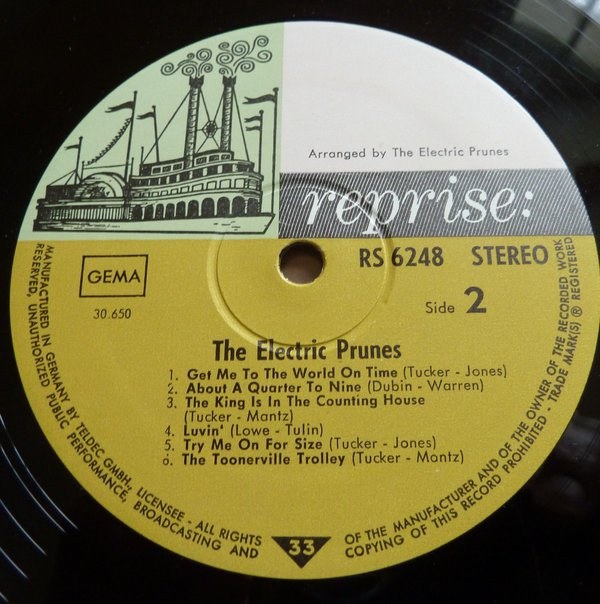 Arranged by The Electric Prunes
reprise:
RS 6248 STEREO
GEMA
30.650
Side 2
The Electric Prunes
1. Get Me To The World On Time (Tucker - Jones)
2. About A Quarter To Nine (Dubin - Warren)
3. The King Is In The Counting House
(Tucker - Mantz)
4. Luvin' (Lowe - Tulin)
5. Try Me On For Size (Tucker - Jones)
6. The Toonerville Trolley (Tucker - Mantz)
33
MANUFACTURED IN GERMANY BY TELDEC GMBH., LICENSEE - ALL RIGHTS
RESERVED, UNAUTHORIZED PUBLIC PERFORMANCE, BROADCASTING AND
OF THE MANUFACTURER AND OF THE OWNER OF THE RECORDED WORK
COPYING OF THIS RECORD PROHIBITED - TRADE MARK(S) ® REGISTERED